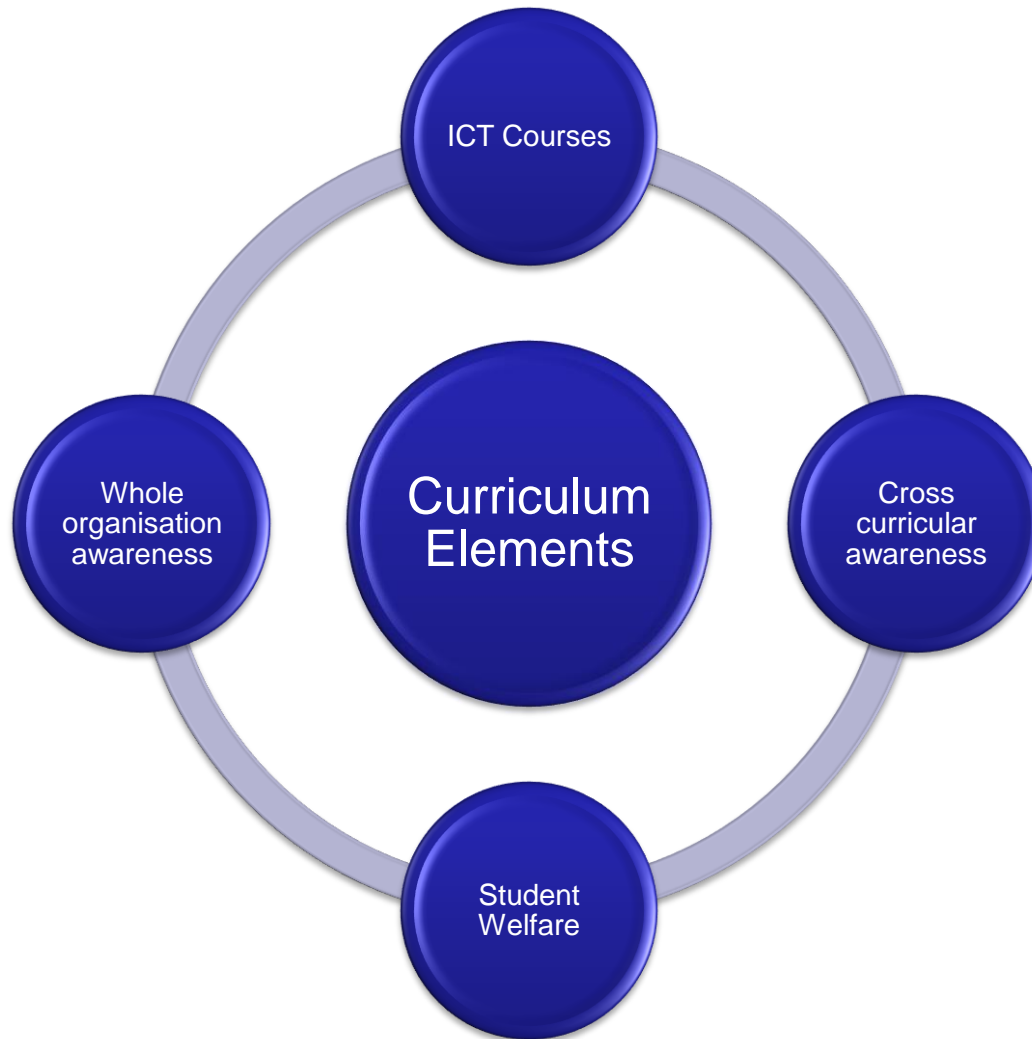 ICT Courses
Whole
organisation
awareness
Curriculum
Elements
Cross
curricular
awareness
Student
Welfare